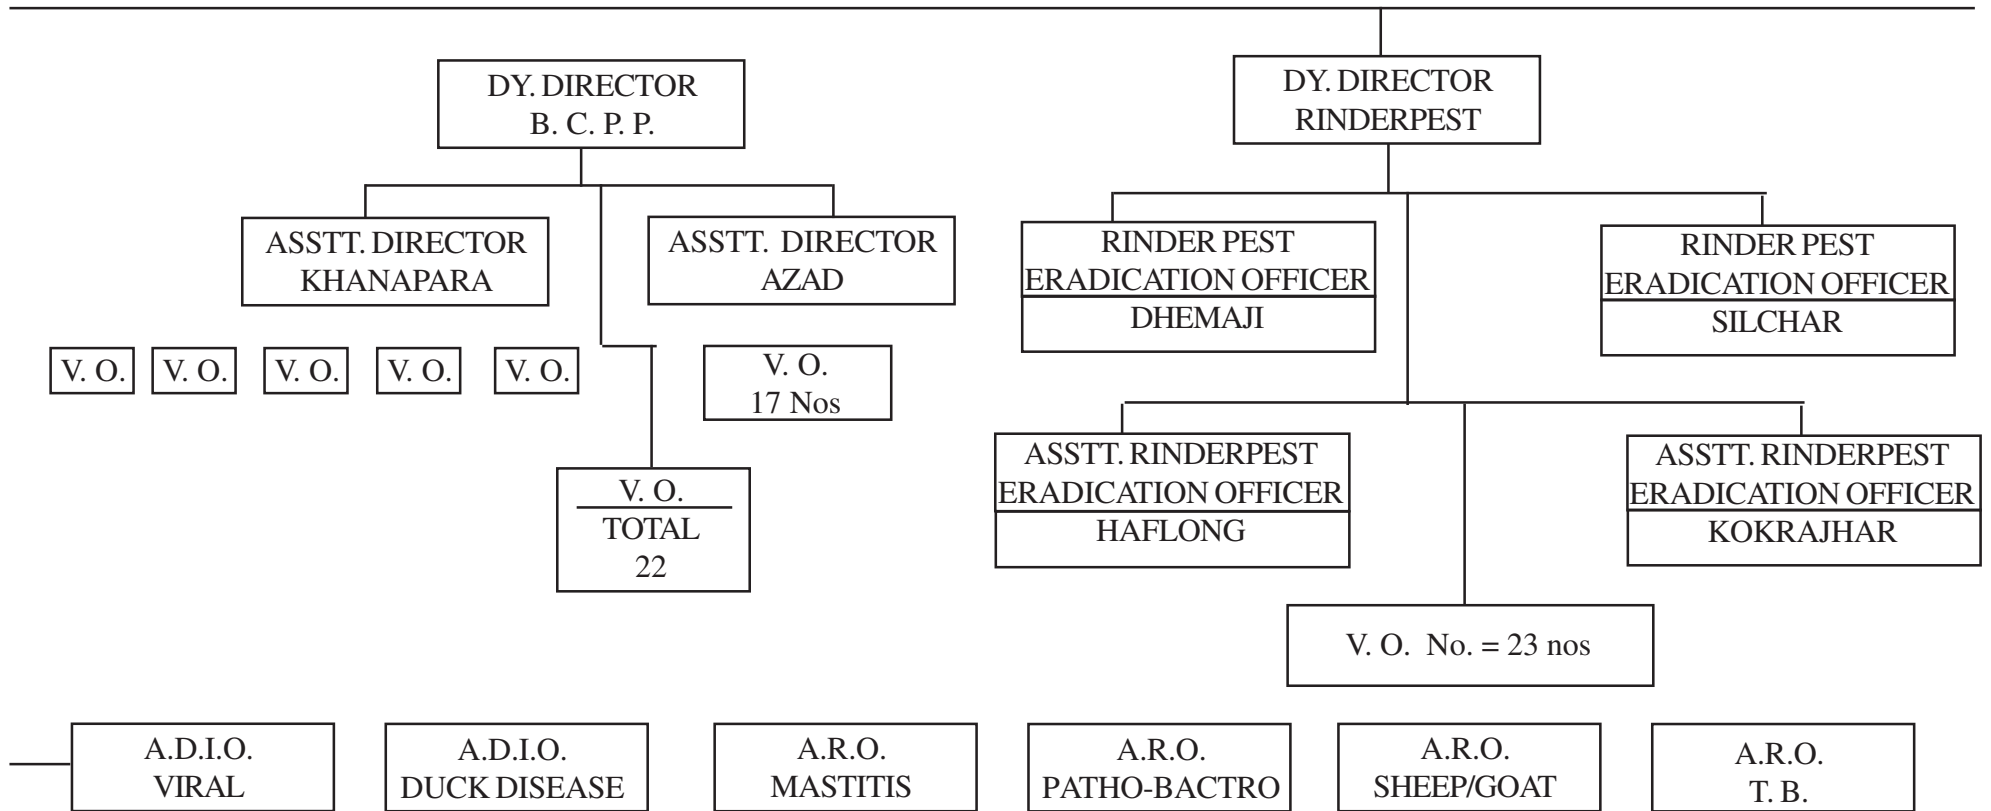 DY. DIRECTOR
B. C. P. P.
DY. DIRECTOR
RINDERPEST
ASSTT. DIRECTOR
KHANAPARA
ASSTT. DIRECTOR
AZAD
RINDER PEST
ERADICATION OFFICER
DHEMAJI
RINDER PEST
ERADICATION OFFICER
SILCHAR
V. O.
V. O.
V. O.
V. O.
V. O.
V. O.
17 Nos
V. O.
TOTAL
22
ASSTT. RINDERPEST
ERADICATION OFFICER
HAFLONG
ASSTT. RINDERPEST
ERADICATION OFFICER
KOKRAJHAR
V. O. No. = 23 nos
A.D.I.O.
VIRAL
A.D.I.O.
DUCK DISEASE
A.R.O.
MASTITIS
A.R.O.
PATHO-BACTRO
A.R.O.
SHEEP/GOAT
A.R.O.
T. B.